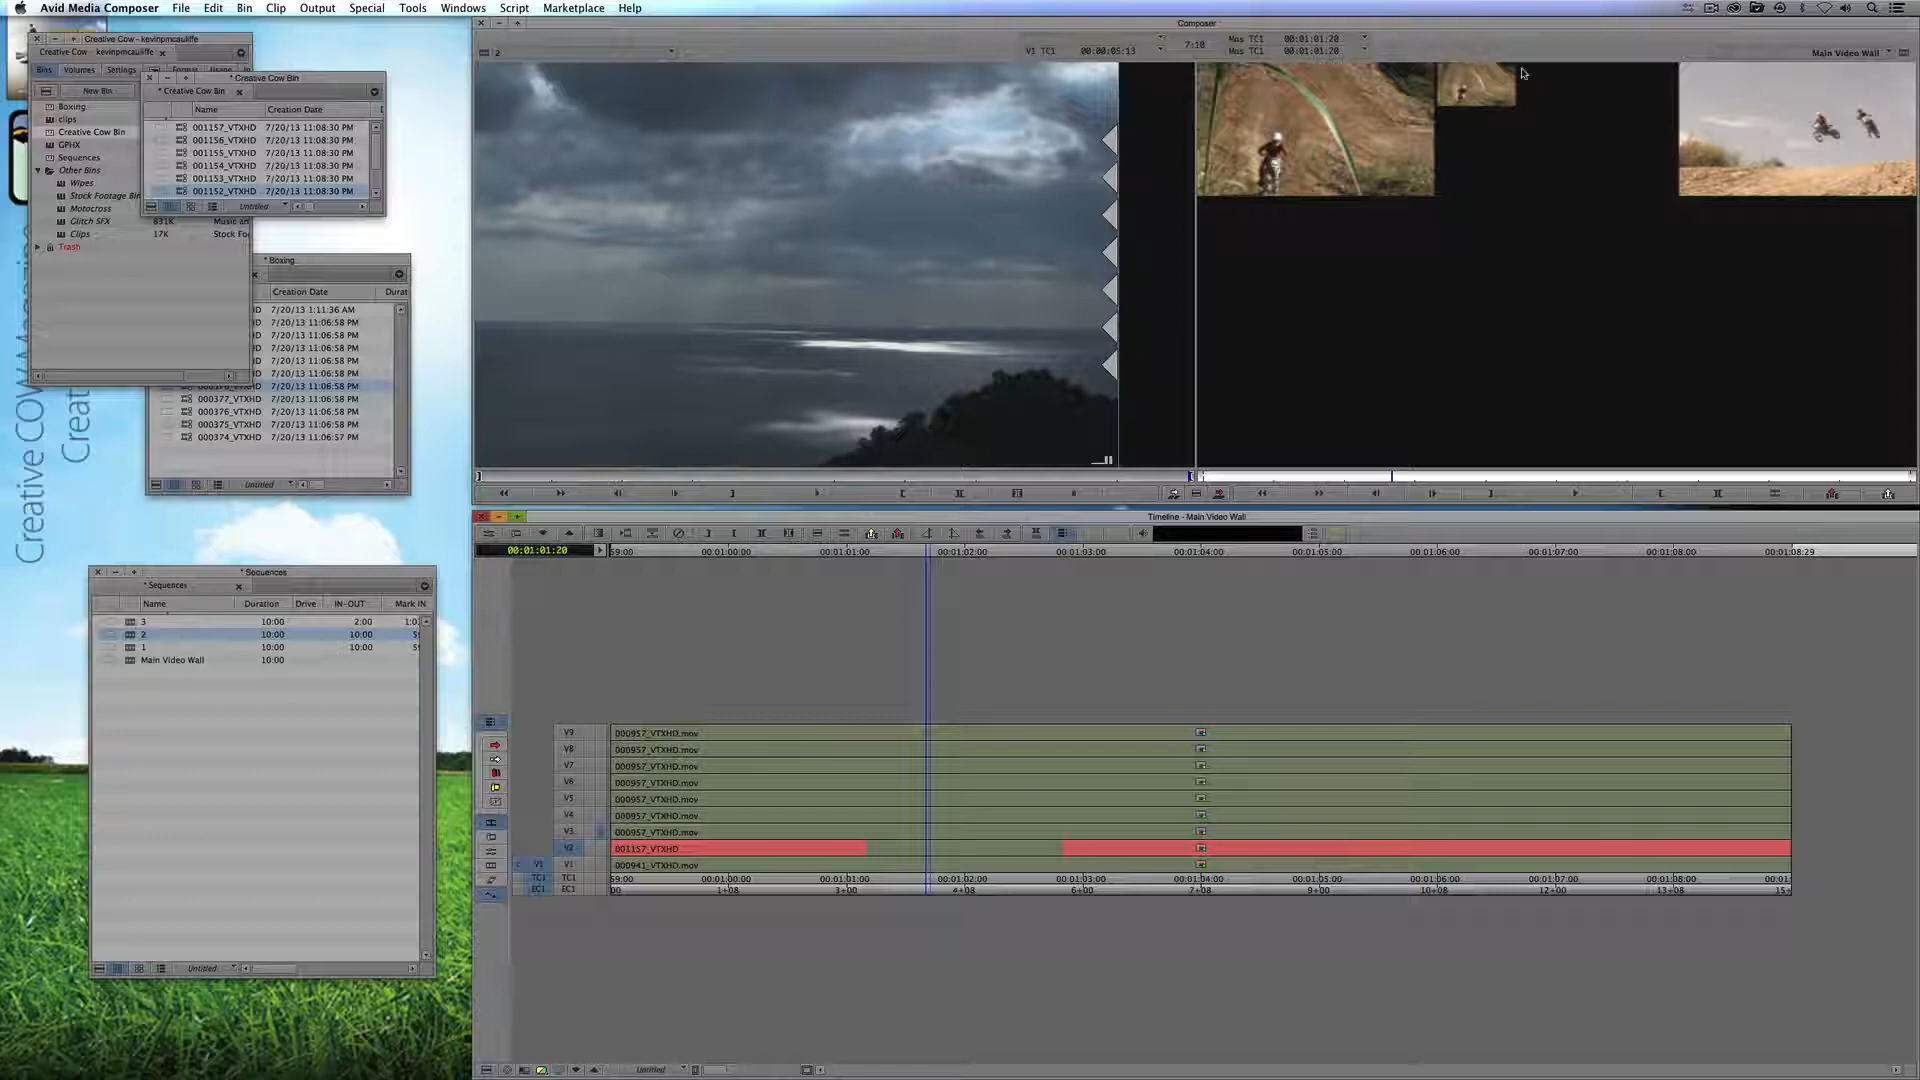 Avid Media Composer File Edit Bin Clip Output Special Tools Windows Script Marketplace Help
Composer
Creative Cow - kevinpmcauliffe
Creative Cow - kevinpmcauliffe
Bins Volumes Settings Format Usage
New Bin
Boxing
clips
Creative Cow Bin
GPHX
Sequences
Other Bins
Wipes
Stock Footage Bin
Motocross
Glitch SFX 831K Music an
Clips 17K Stock Fo
Trash
* Creative Cow Bin
* Creative Cow Bin
Name Creation Date
001157_VTXHD 7/20/13 11:08:30 PM
001156_VTXHD 7/20/13 11:08:30 PM
001155_VTXHD 7/20/13 11:08:30 PM
001154_VTXHD 7/20/13 11:08:30 PM
001153_VTXHD 7/20/13 11:08:30 PM
001152_VTXHD 7/20/13 11:08:30 PM
Untitled
* Boxing
Creation Date Durat
D 7/20/13 1:11:36 AM
D 7/20/13 11:06:58 PM
D 7/20/13 11:06:58 PM
D 7/20/13 11:06:58 PM
D 7/20/13 11:06:58 PM
D 7/20/13 11:06:58 PM
7/20/13 11:06:58 PM
000377_VTXHD 7/20/13 11:06:58 PM
000376_VTXHD 7/20/13 11:06:58 PM
000375_VTXHD 7/20/13 11:06:58 PM
000374_VTXHD 7/20/13 11:06:57 PM
Untitled
Creative COW Magazine
Creat
* Sequences
* Sequences
Name Duration Drive IN-OUT Mark IN
3 10:00 2:00 1:0
2 10:00 10:00 5
1 10:00 10:00 5
Main Video Wall 10:00
Untitled
2
V1 TC1 00:00:05:13
7:10
Mas TC1 00:01:01:20
Mas TC1 00:01:01:20
Main Video Wall
Timeline - Main Video Wall
00:01:01:20 59:00 00:01:00:00 00:01:01:00 00:01:02:00 00:01:03:00 00:01:04:00 00:01:05:00 00:01:06:00 00:01:07:00 00:01:08:00 00:01:08:29
V9 000957_VTXHD.mov
V8 000957_VTXHD.mov
V7 000957_VTXHD.mov
V6 000957_VTXHD.mov
V5 000957_VTXHD.mov
V4 000957_VTXHD.mov
V3 000957_VTXHD.mov
V2 001157_VTXHD
V1 V1 000941_VTXHD.mov
TC1 TC1 59:00 00:01:00:00 00:01:01:00 00:01:02:00 00:01:03:00 00:01:04:00 00:01:05:00 00:01:06:00 00:01:07:00 00:01:08:00 00:01:
EC1 EC1 00 1+08 3+00 4+08 6+00 7+08 9+00 10+08 12+00 13+08 15+
Untitled